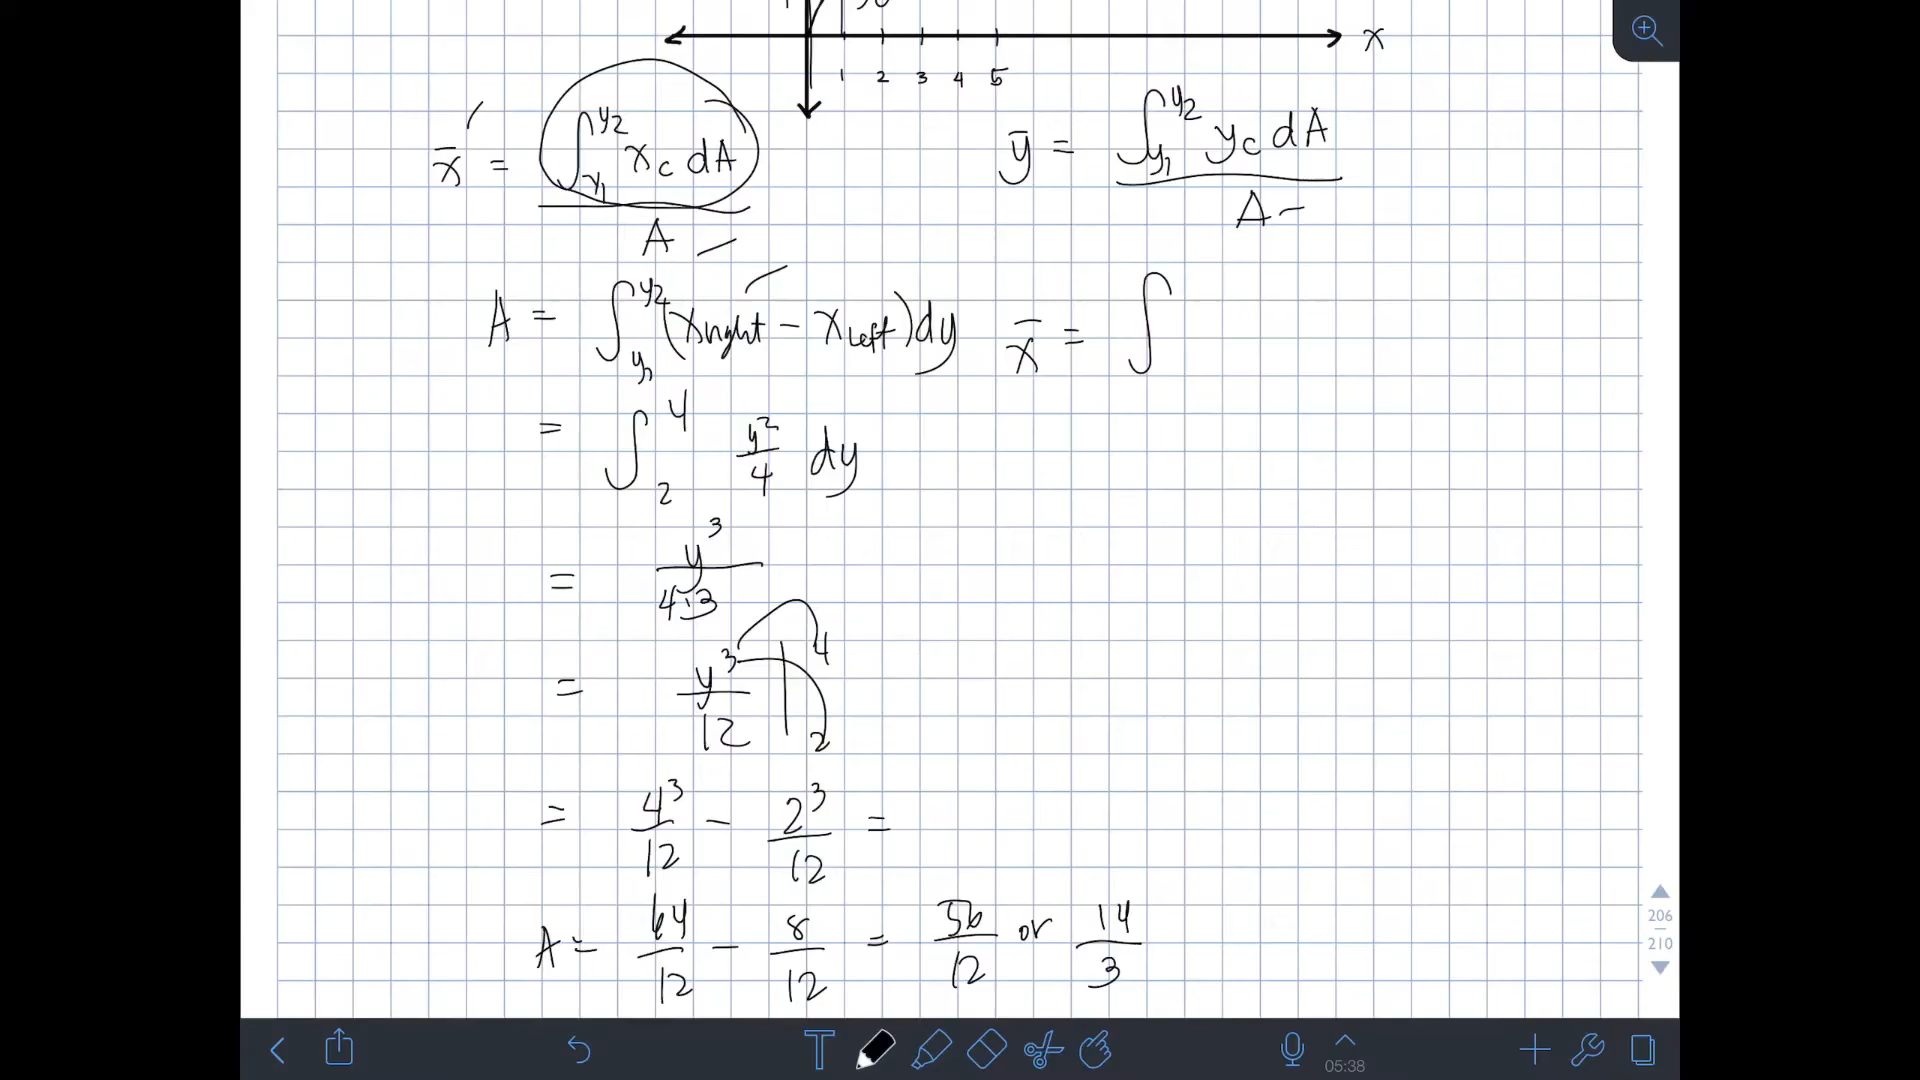 x
1 2 3 4 5
x̄ = ∫_{y₁}^{y₂} x_c dA / A
ȳ = ∫_{y₁}^{y₂} y_c dA / A
A = ∫_{y₁}^{y₂} (xright - xLeft) dy
x̄ = ∫
= ∫_2^4 y²/4 dy
= y³/4·3
= y³/12 |_2^4
= 4³/12 - 2³/12 =
A = 64/12 - 8/12 = 56/12 or 14/3
206
210
T
05:38